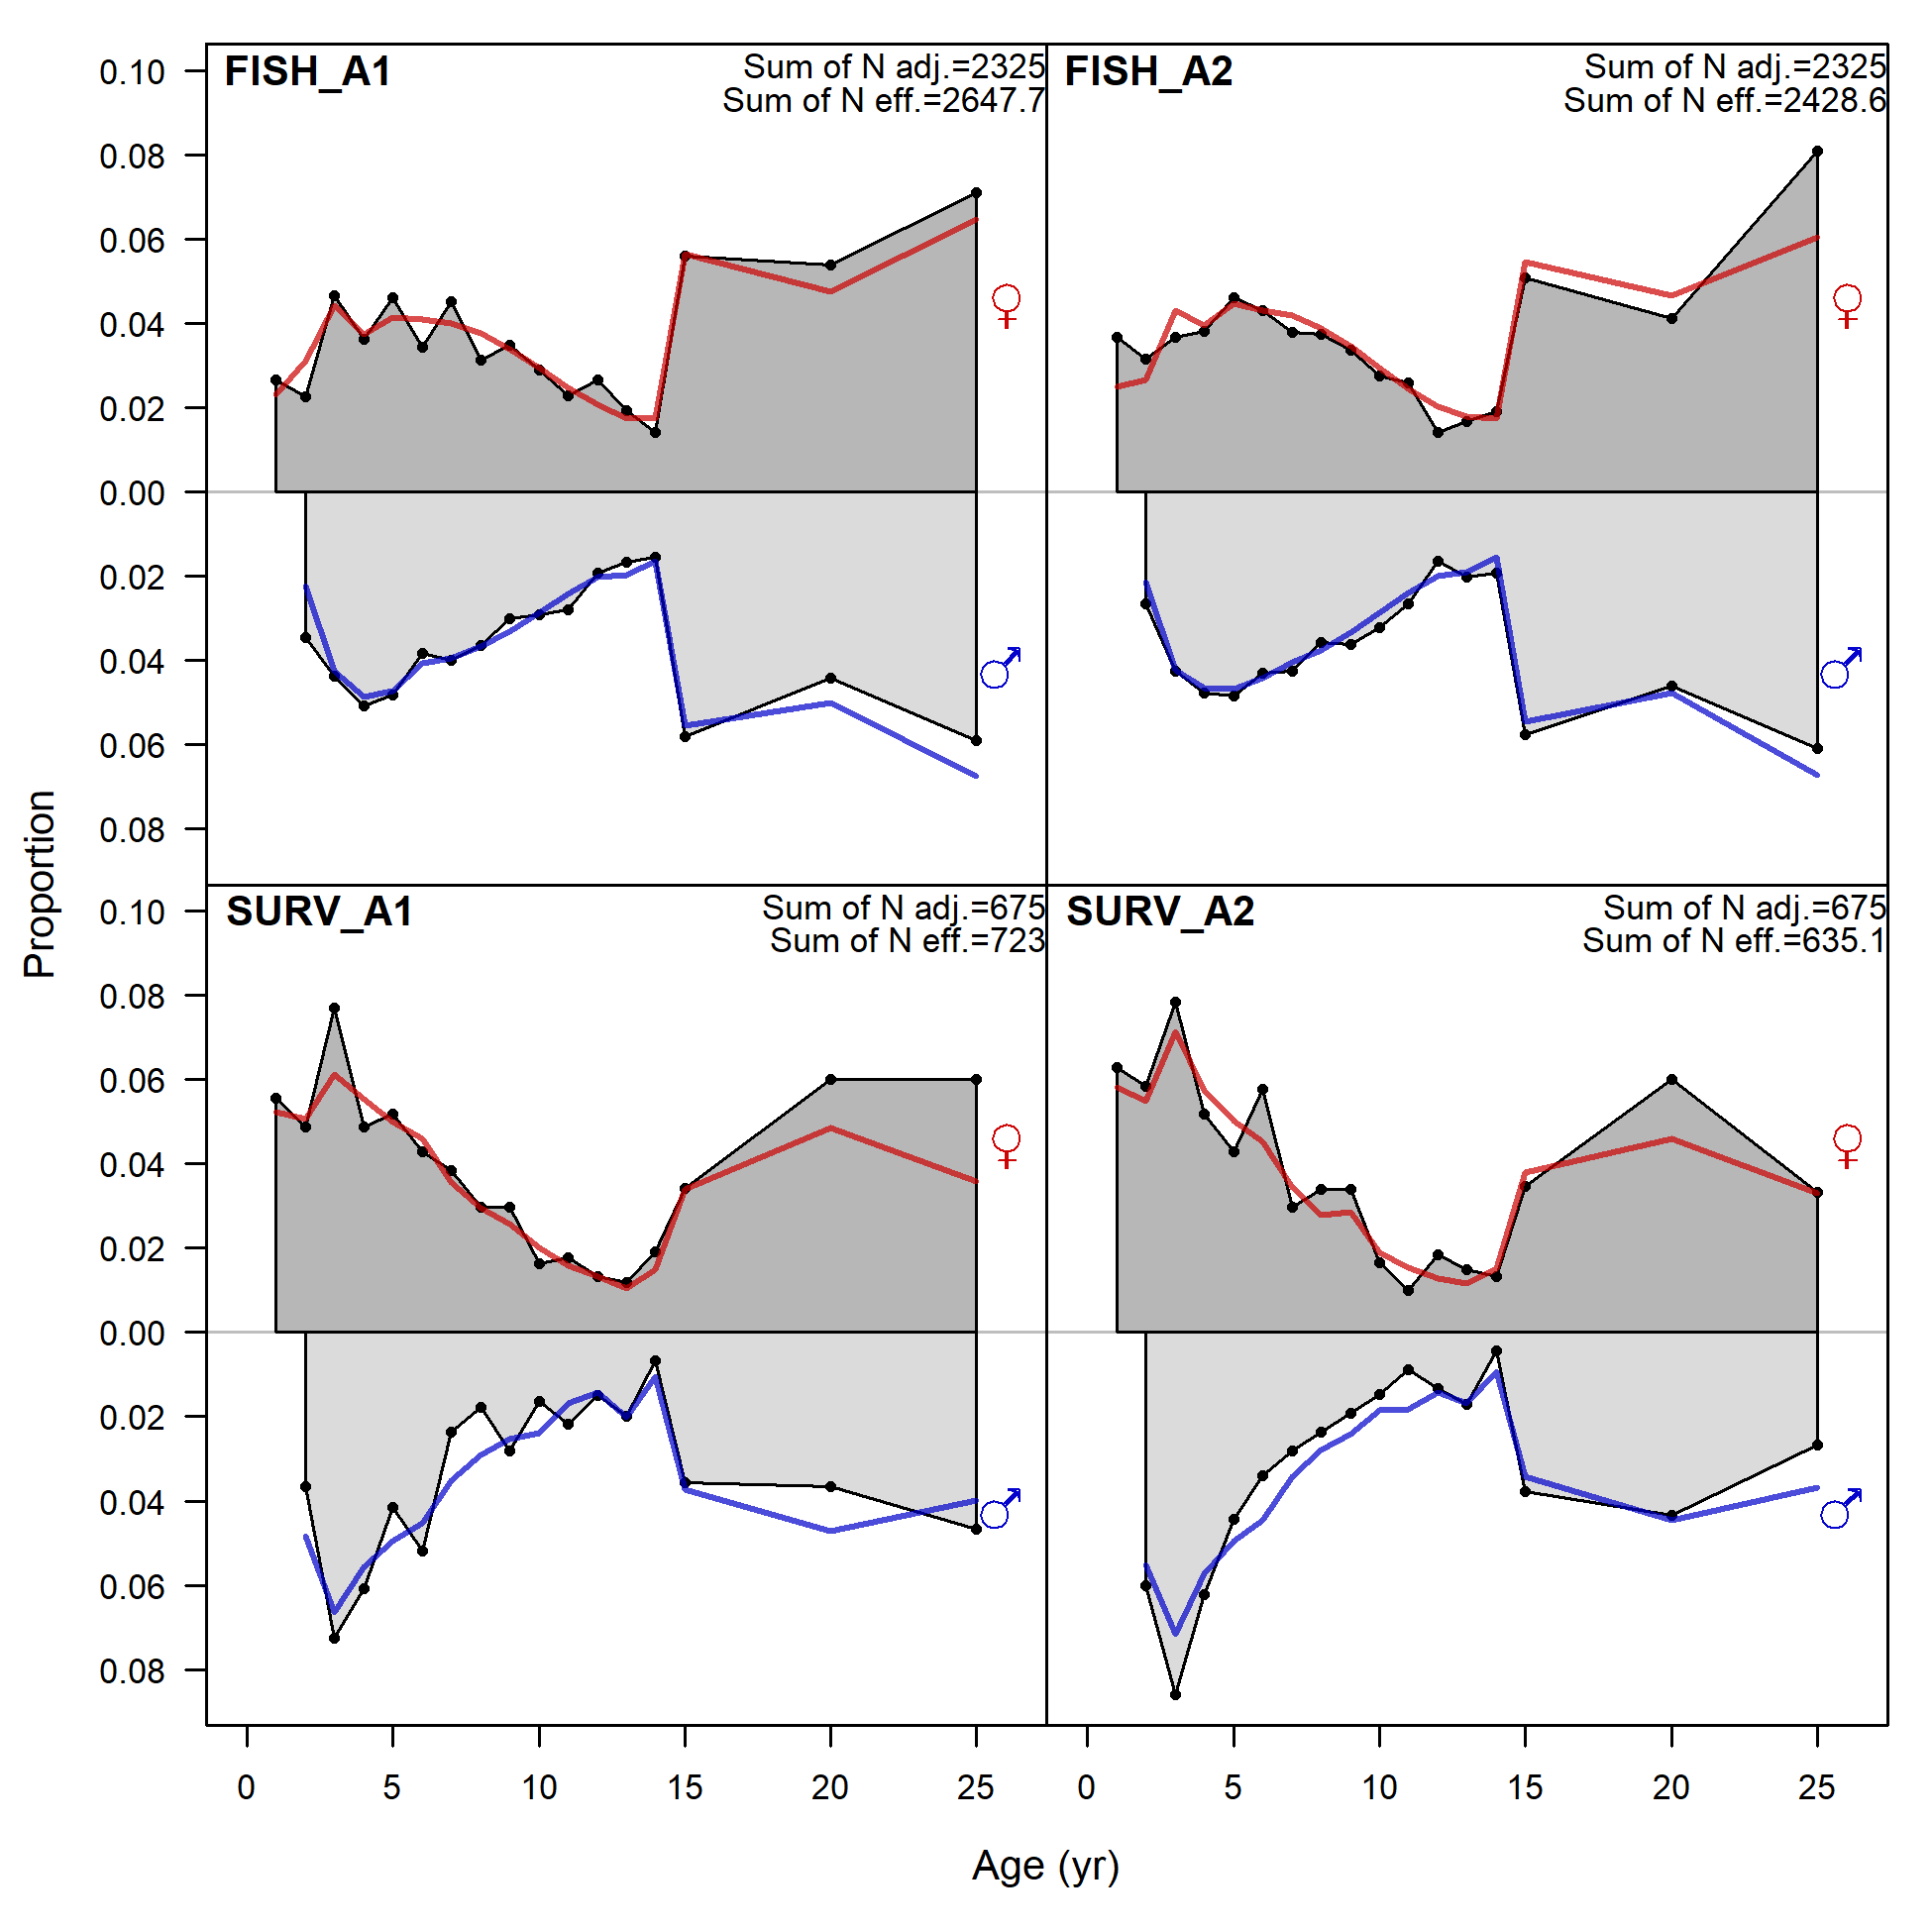 FISH_A1
Sum of N adj.=2325
Sum of N eff.=2647.7
FISH_A2
Sum of N adj.=2325
Sum of N eff.=2428.6
0.10
0.08
0.06
0.04
0.02
0.00
0.02
0.04
0.06
0.08
♀
♂
♀
♂
Proportion
SURV_A1
Sum of N adj.=675
Sum of N eff.=723
SURV_A2
Sum of N adj.=675
Sum of N eff.=635.1
0.10
0.08
0.06
0.04
0.02
0.00
0.02
0.04
0.06
0.08
♀
♂
♀
♂
0 5 10 15 20 25
0 5 10 15 20 25
Age (yr)